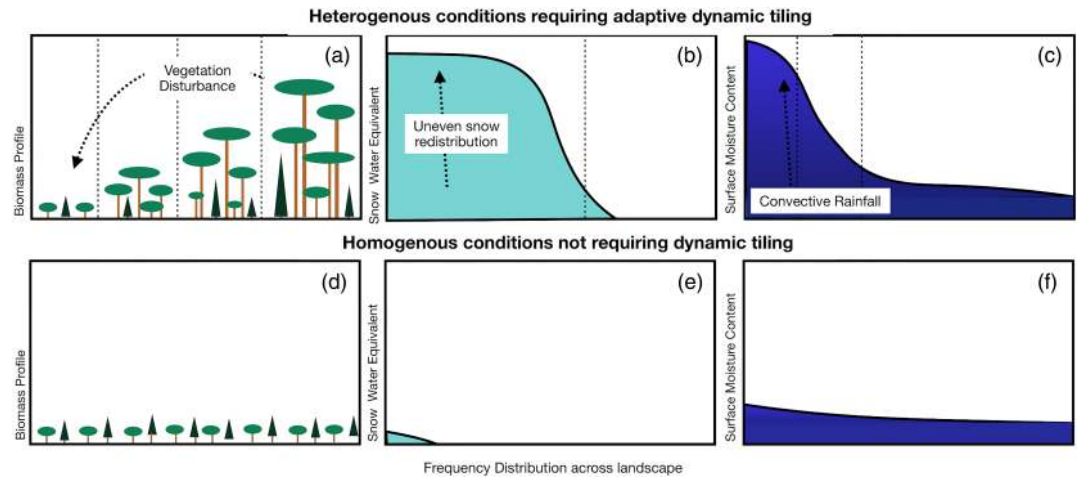 Heterogenous conditions requiring adaptive dynamic tiling
(a)
Vegetation
Disturbance
Biomass Profile
(b)
Uneven snow
redistribution
Snow Water Equivalent
(c)
Convective Rainfall
Surface Moisture Content
Homogenous conditions not requiring dynamic tiling
(d)
Biomass Profile
(e)
Snow Water Equivalent
(f)
Surface Moisture Content
Frequency Distribution across landscape